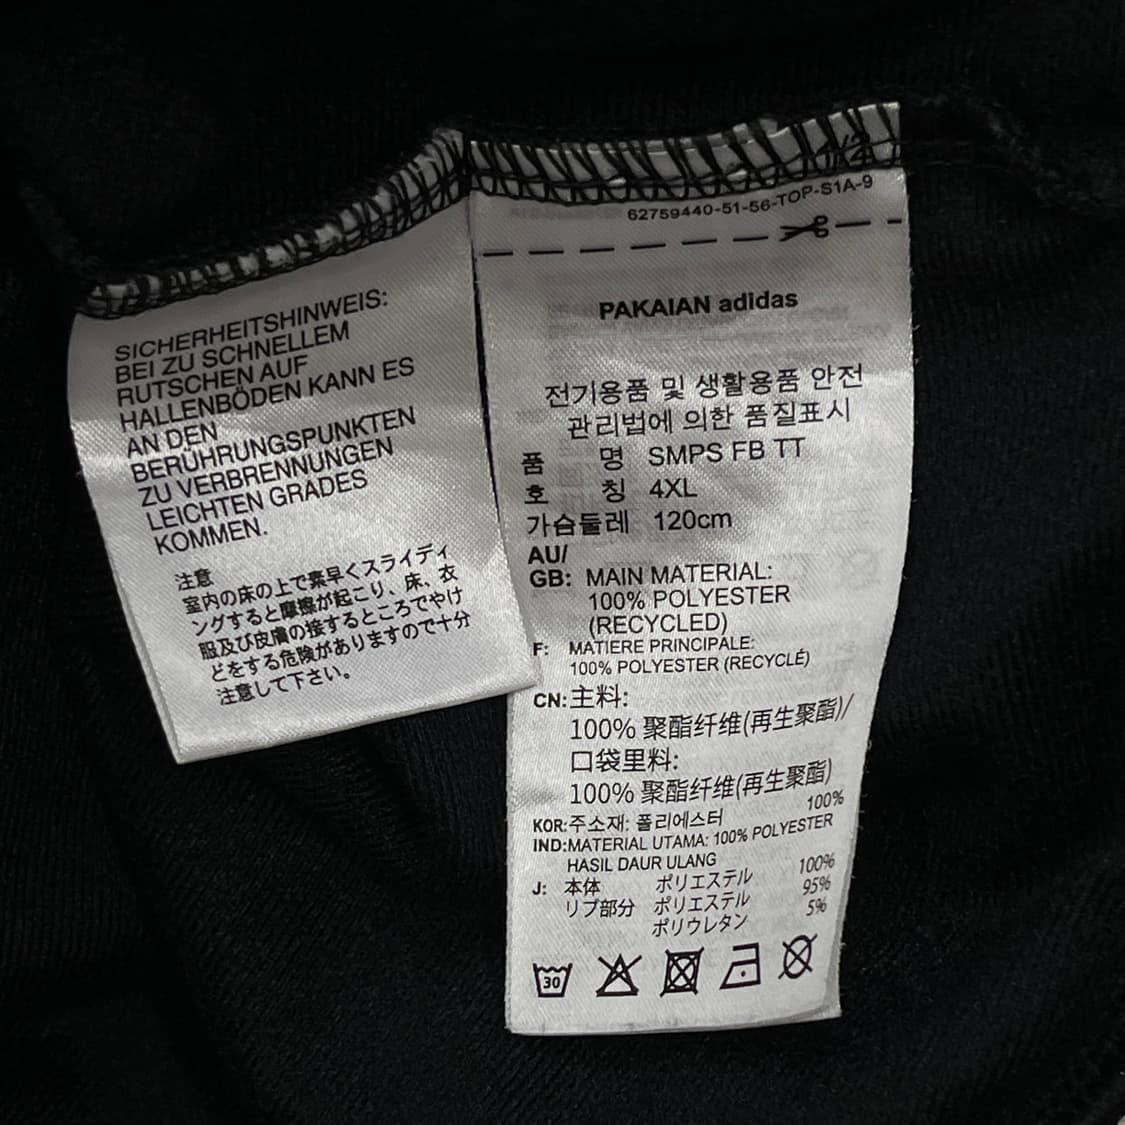 SICHERHEITSHINWEIS:
BEI ZU SCHNELLEM
RUTSCHEN AUF
HALLENBÖDEN KANN ES
AN DEN
BERÜHRUNGSPUNKTEN
ZU VERBRENNUNGEN
LEICHTEN GRADES
KOMMEN.
注意
室内の床の上で素早くスライディ
ングすると摩擦が起こり、床、衣
服及び皮膚の接するところでやけ
どをする危険がありますので十分
注意して下さい。
62759440-51-56-TOP-S1A-9
PAKAIAN adidas
전기용품 및 생활용품 안전
관리법에 의한 품질표시
품 명 SMPS FB TT
호 칭 4XL
가슴둘레 120cm
AU/
GB: MAIN MATERIAL:
100% POLYESTER
(RECYCLED)
F: MATIERE PRINCIPALE:
100% POLYESTER (RECYCLÉ)
CN:主料:
100% 聚酯纤维(再生聚酯)/
口袋里料:
100% 聚酯纤维(再生聚酯)
KOR:주소재: 폴리에스터 100%
IND:MATERIAL UTAMA: 100% POLYESTER
HASIL DAUR ULANG
J: 本体 ポリエステル 100%
リブ部分 ポリエステル 95%
ポリウレタン 5%
30